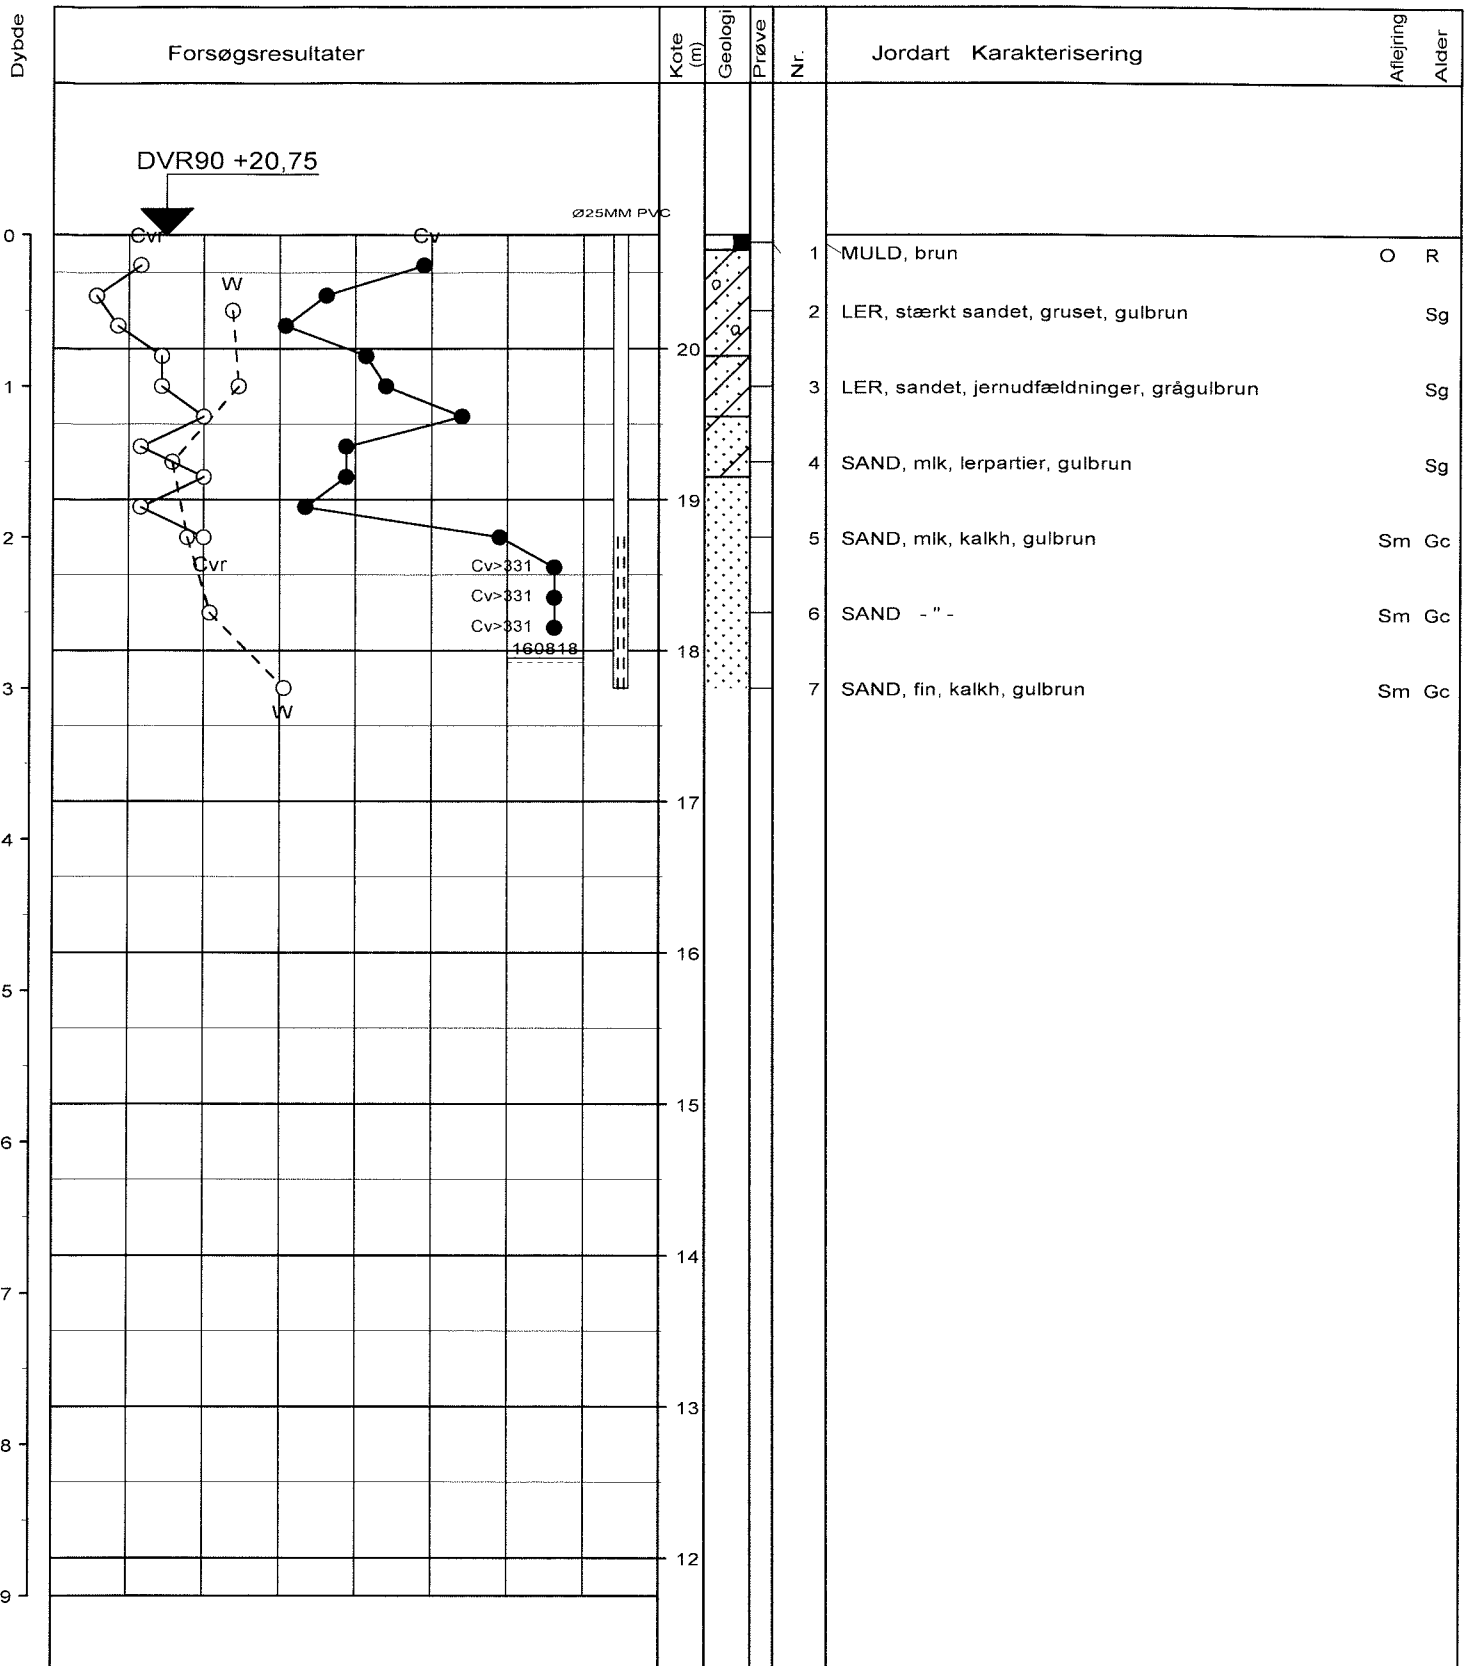 Dybde
Forsøgsresultater
Kote (m)
Geologi
Prøve
Nr.
Jordart Karakterisering
Aflejring
Alder
DVR90 +20,75
Ø25MM PVC
0
Cvr
Cv
1 MULD, brun O R
W
2 LER, stærkt sandet, gruset, gulbrun Sg
20
1
3 LER, sandet, jernudfældninger, grågulbrun Sg
4 SAND, mlk, lerpartier, gulbrun Sg
19
2
5 SAND, mlk, kalkh, gulbrun Sm Gc
Cvr
Cv>331
Cv>331
6 SAND - " - Sm Gc
Cv>331
160818
18
3
7 SAND, fin, kalkh, gulbrun Sm Gc
W
17
4
16
5
15
6
14
7
13
8
12
9